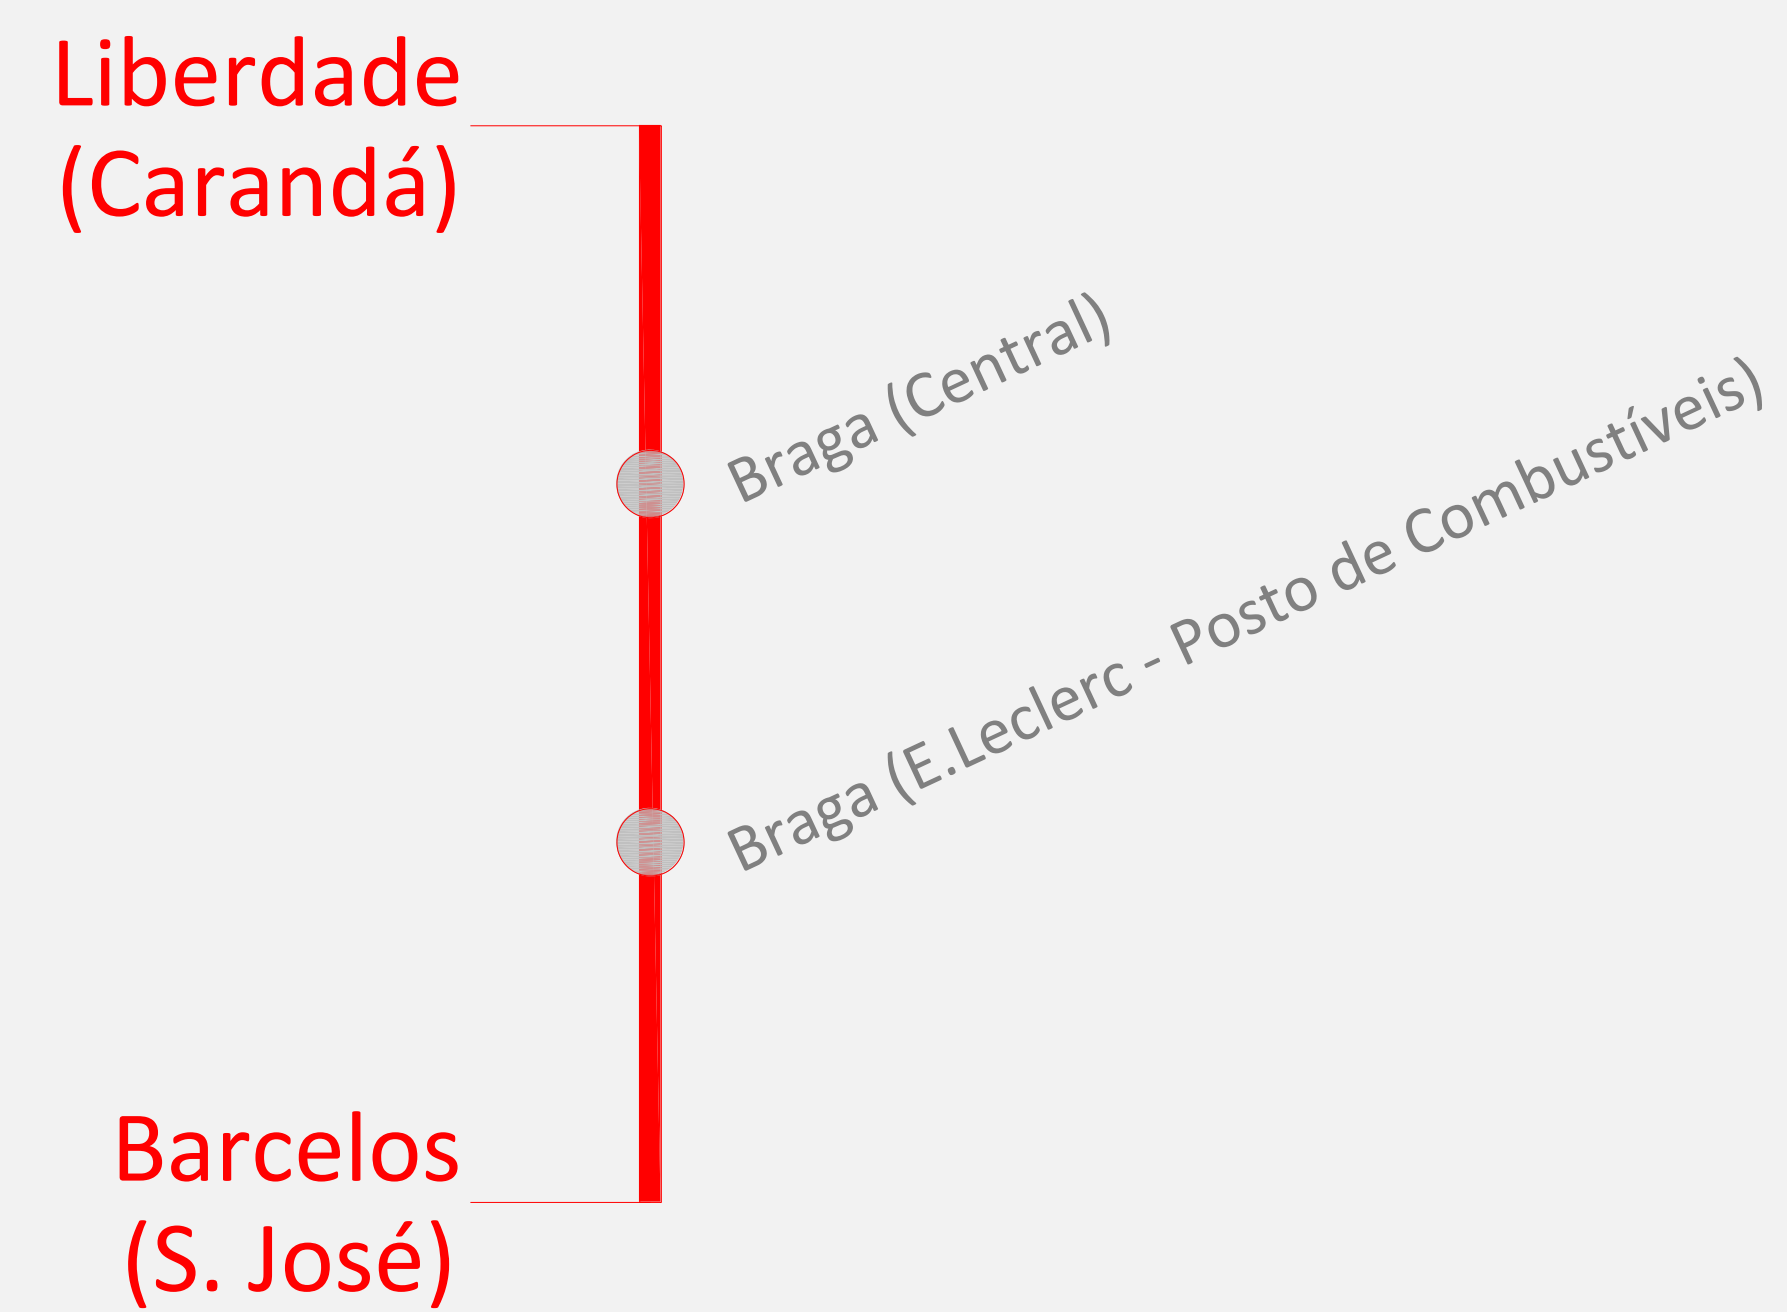 Liberdade
(Carandá)
Braga (Central)
Braga (E.Leclerc - Posto de Combustíveis)
Barcelos
(S. José)